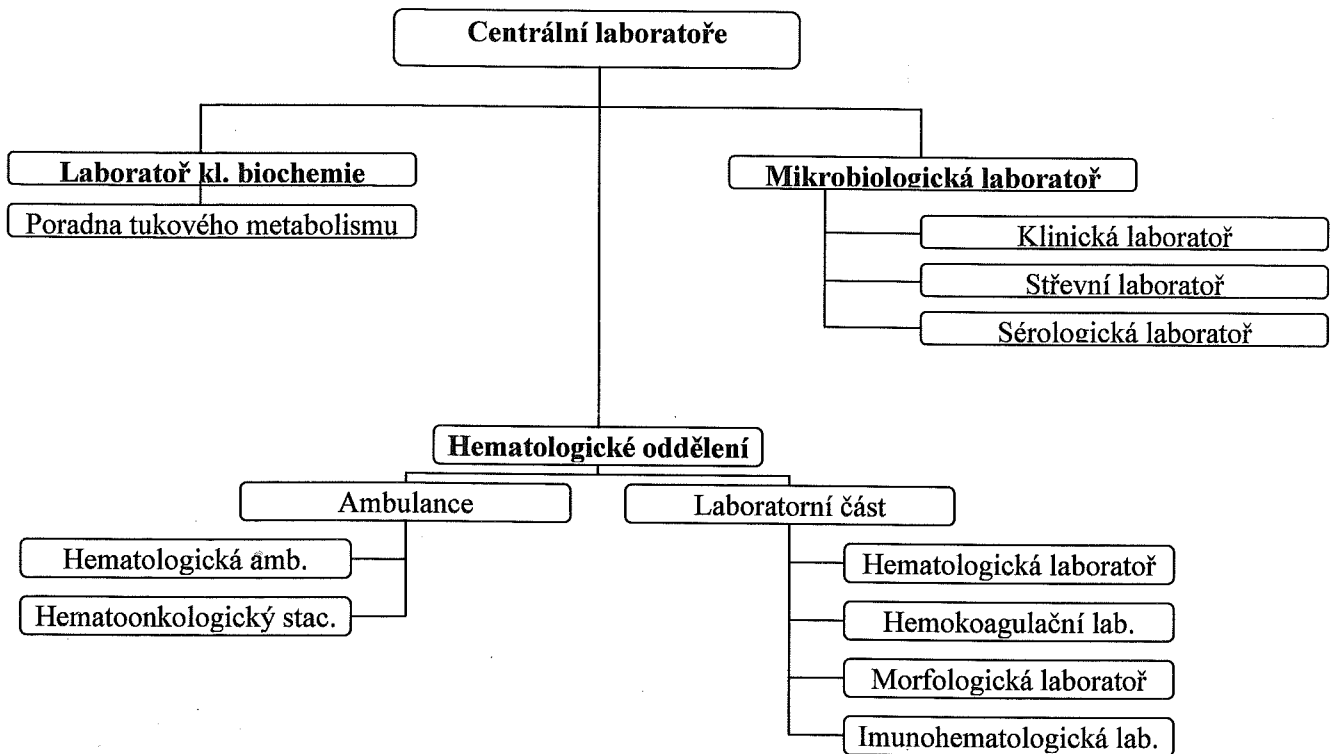 Centrální laboratoře
Laboratoř kl. biochemie
Poradna tukového metabolismu
Mikrobiologická laboratoř
Klinická laboratoř
Střevní laboratoř
Sérologická laboratoř
Hematologické oddělení
Ambulance
Hematologická amb.
Hematoonkologický stac.
Laboratorní část
Hematologická laboratoř
Hemokoagulační lab.
Morfologická laboratoř
Imunohematologická lab.